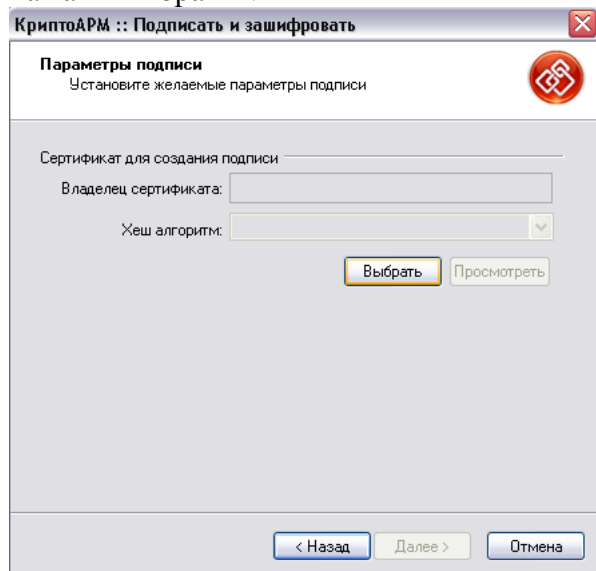 КриптоАРМ :: Подписать и зашифровать
Параметры подписи
Установите желаемые параметры подписи
Сертификат для создания подписи
Владелец сертификата:
Хеш алгоритм:
Выбрать Просмотреть
< Назад Далее > Отмена